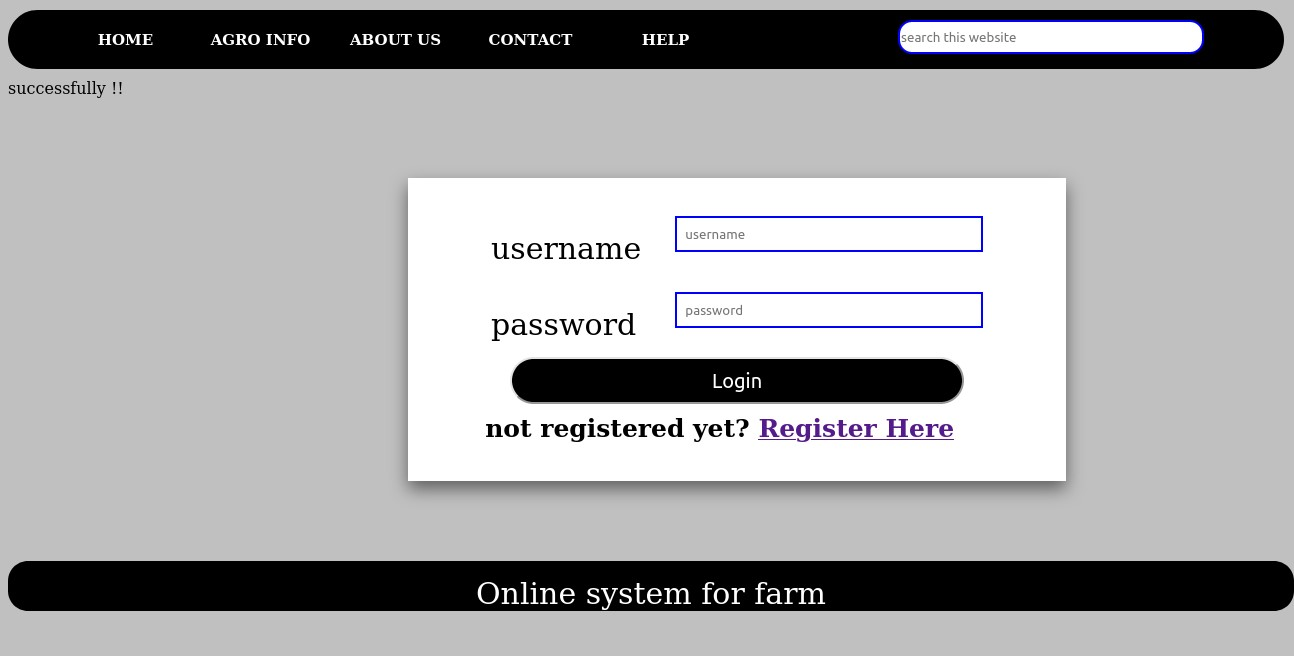 HOME AGRO INFO ABOUT US CONTACT HELP search this website
successfully !!
username username
password password
Login
not registered yet? Register Here
Online system for farm